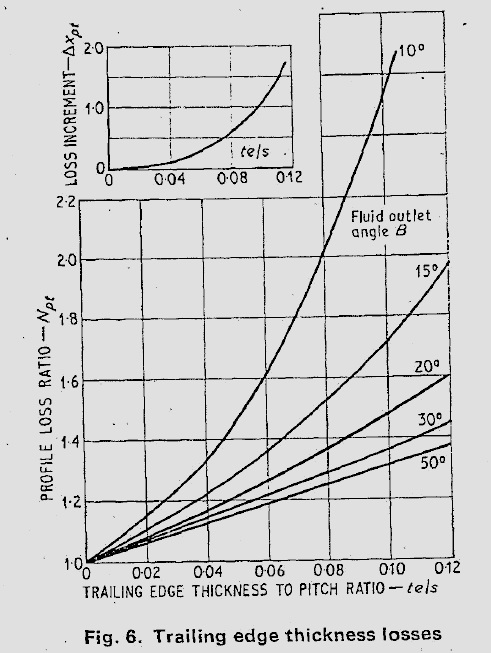 LOSS INCREMENT—Δxpt
2.0
1.0
0
0 0.04 0.08 0.12
te/s
10°
Fluid outlet
angle B
15°
20°
30°
50°
PROFILE LOSS RATIO—Npt
2.2
2.0
1.8
1.6
1.4
1.2
1.0
0 0.02 0.04 0.06 0.08 0.10 0.12
TRAILING EDGE THICKNESS TO PITCH RATIO—te/s
Fig. 6. Trailing edge thickness losses